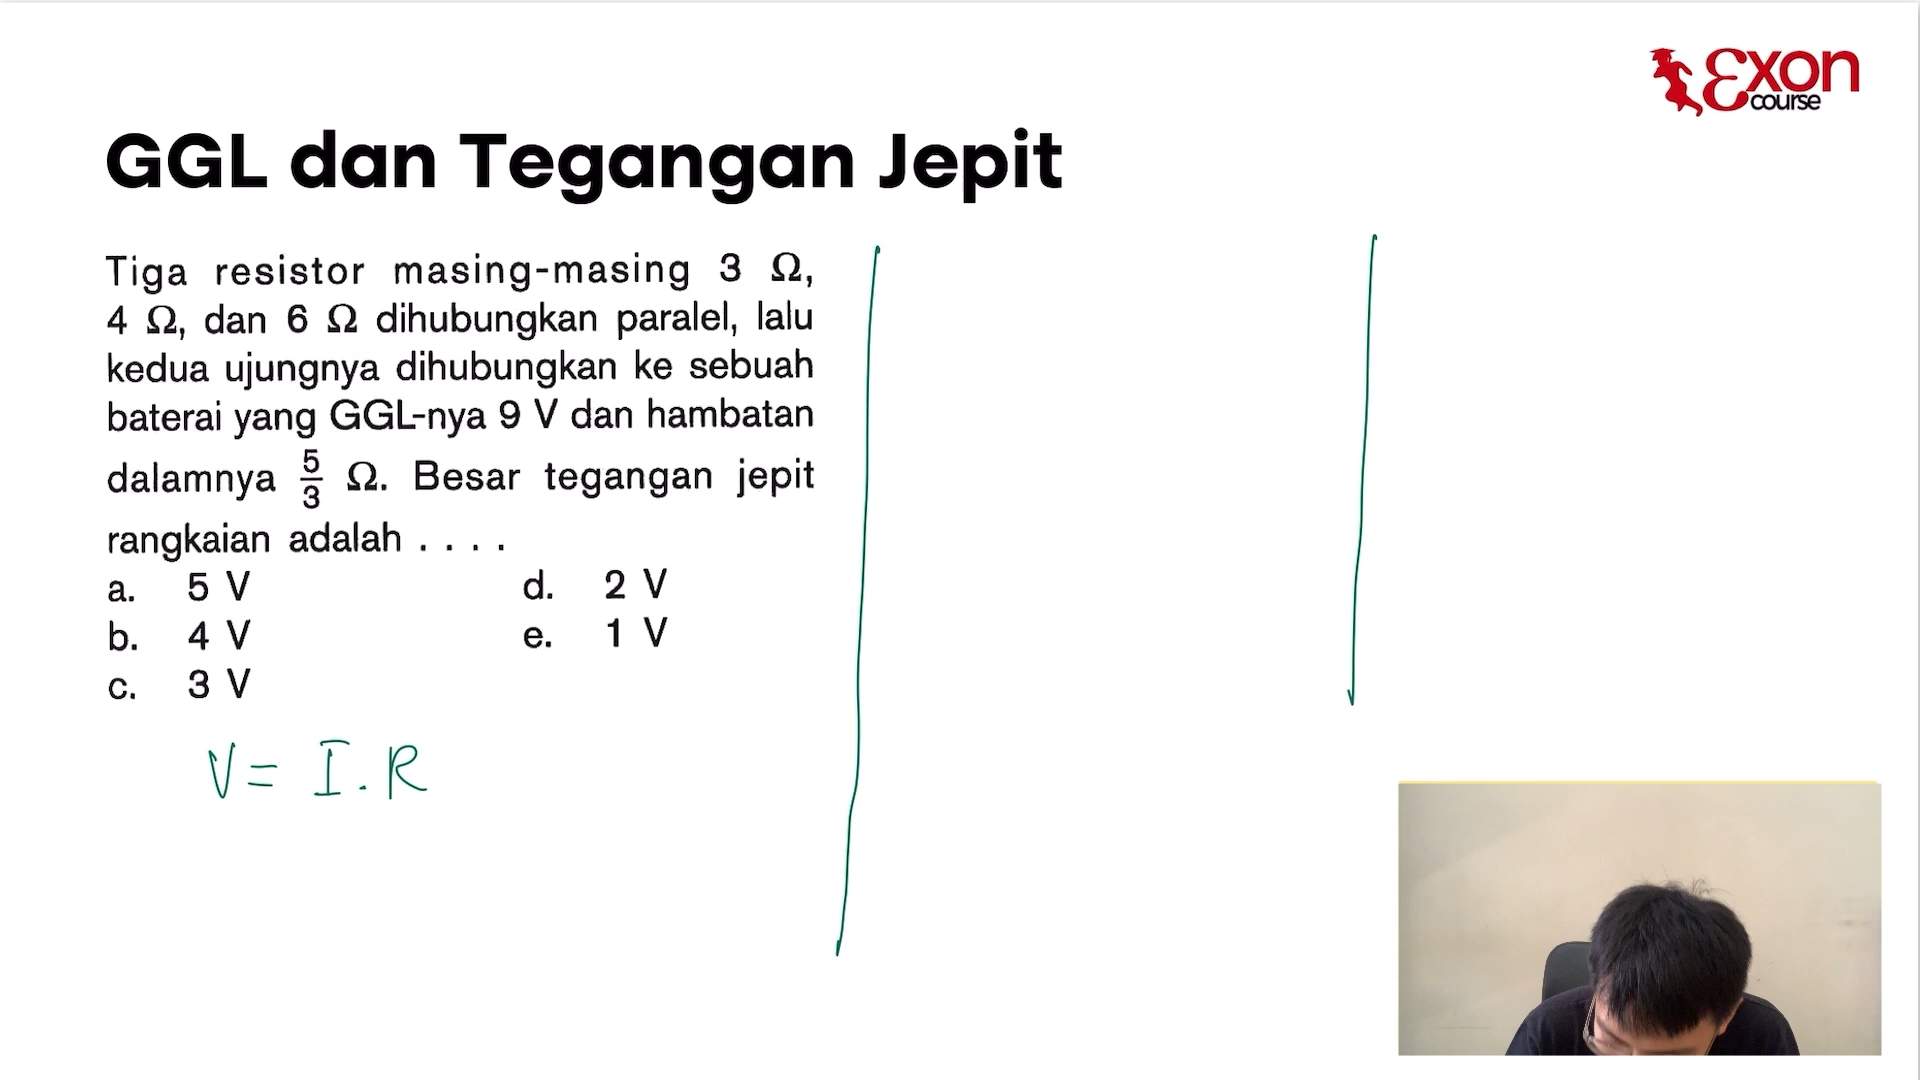 Exon
course
GGL dan Tegangan Jepit
Tiga resistor masing-masing 3 Ω,
4 Ω, dan 6 Ω dihubungkan paralel, lalu
kedua ujungnya dihubungkan ke sebuah
baterai yang GGL-nya 9 V dan hambatan
dalamnya 5/3 Ω. Besar tegangan jepit
rangkaian adalah . . . .
a. 5 V d. 2 V
b. 4 V e. 1 V
c. 3 V
V = I . R